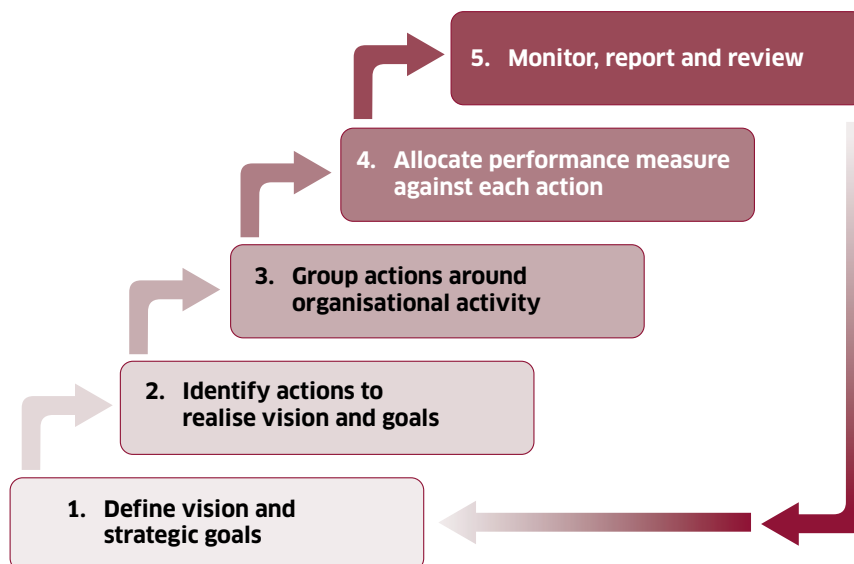 5. Monitor, report and review
4. Allocate performance measure
against each action
3. Group actions around
organisational activity
2. Identify actions to
realise vision and goals
1. Define vision and
strategic goals